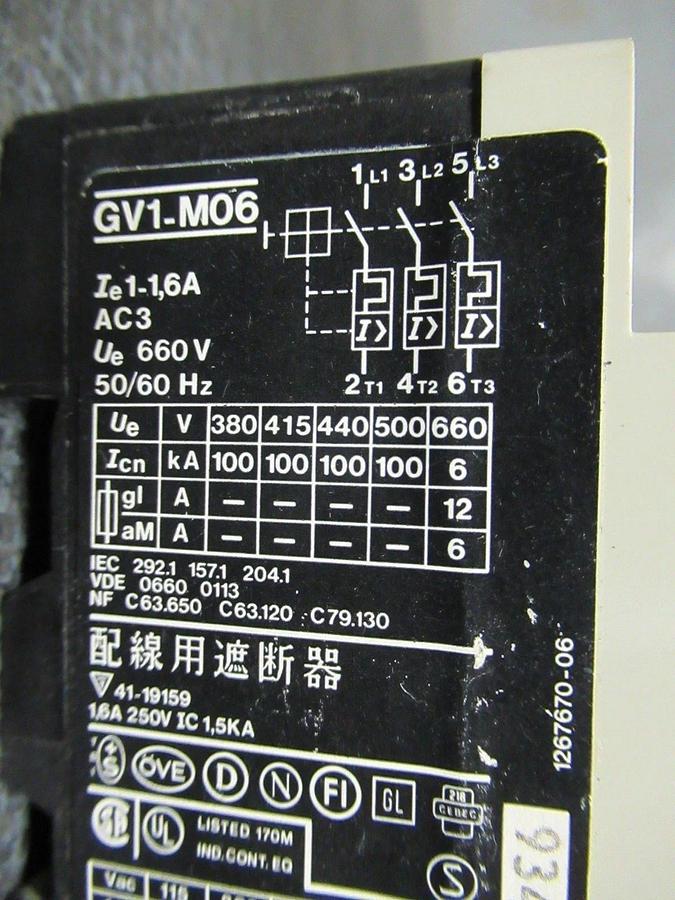 1 L1 3 L2 5 L3
GV1-M06
Ie 1-1,6A
AC3
Ue 660 V
50/60 Hz
I> I> I>
2 T1 4 T2 6 T3
Ue V 380 415 440 500 660
Icn kA 100 100 100 100 6
gl A – – – – 12
aM A – – – – 6
IEC 292.1 157.1 204.1
VDE 0660 0113
NF C63.650 C63.120 C79.130
配線用遮断器
41-19159
1,6A 250V IC 1,5KA
+S ÖVE D N FI GL 218 CEBEC
UL LISTED 170M
IND. CONT. EQ
S
Vac 115
1267670-06
934